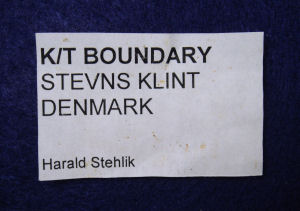 K/T BOUNDARY
STEVNS KLINT
DENMARK
Harald Stehlik